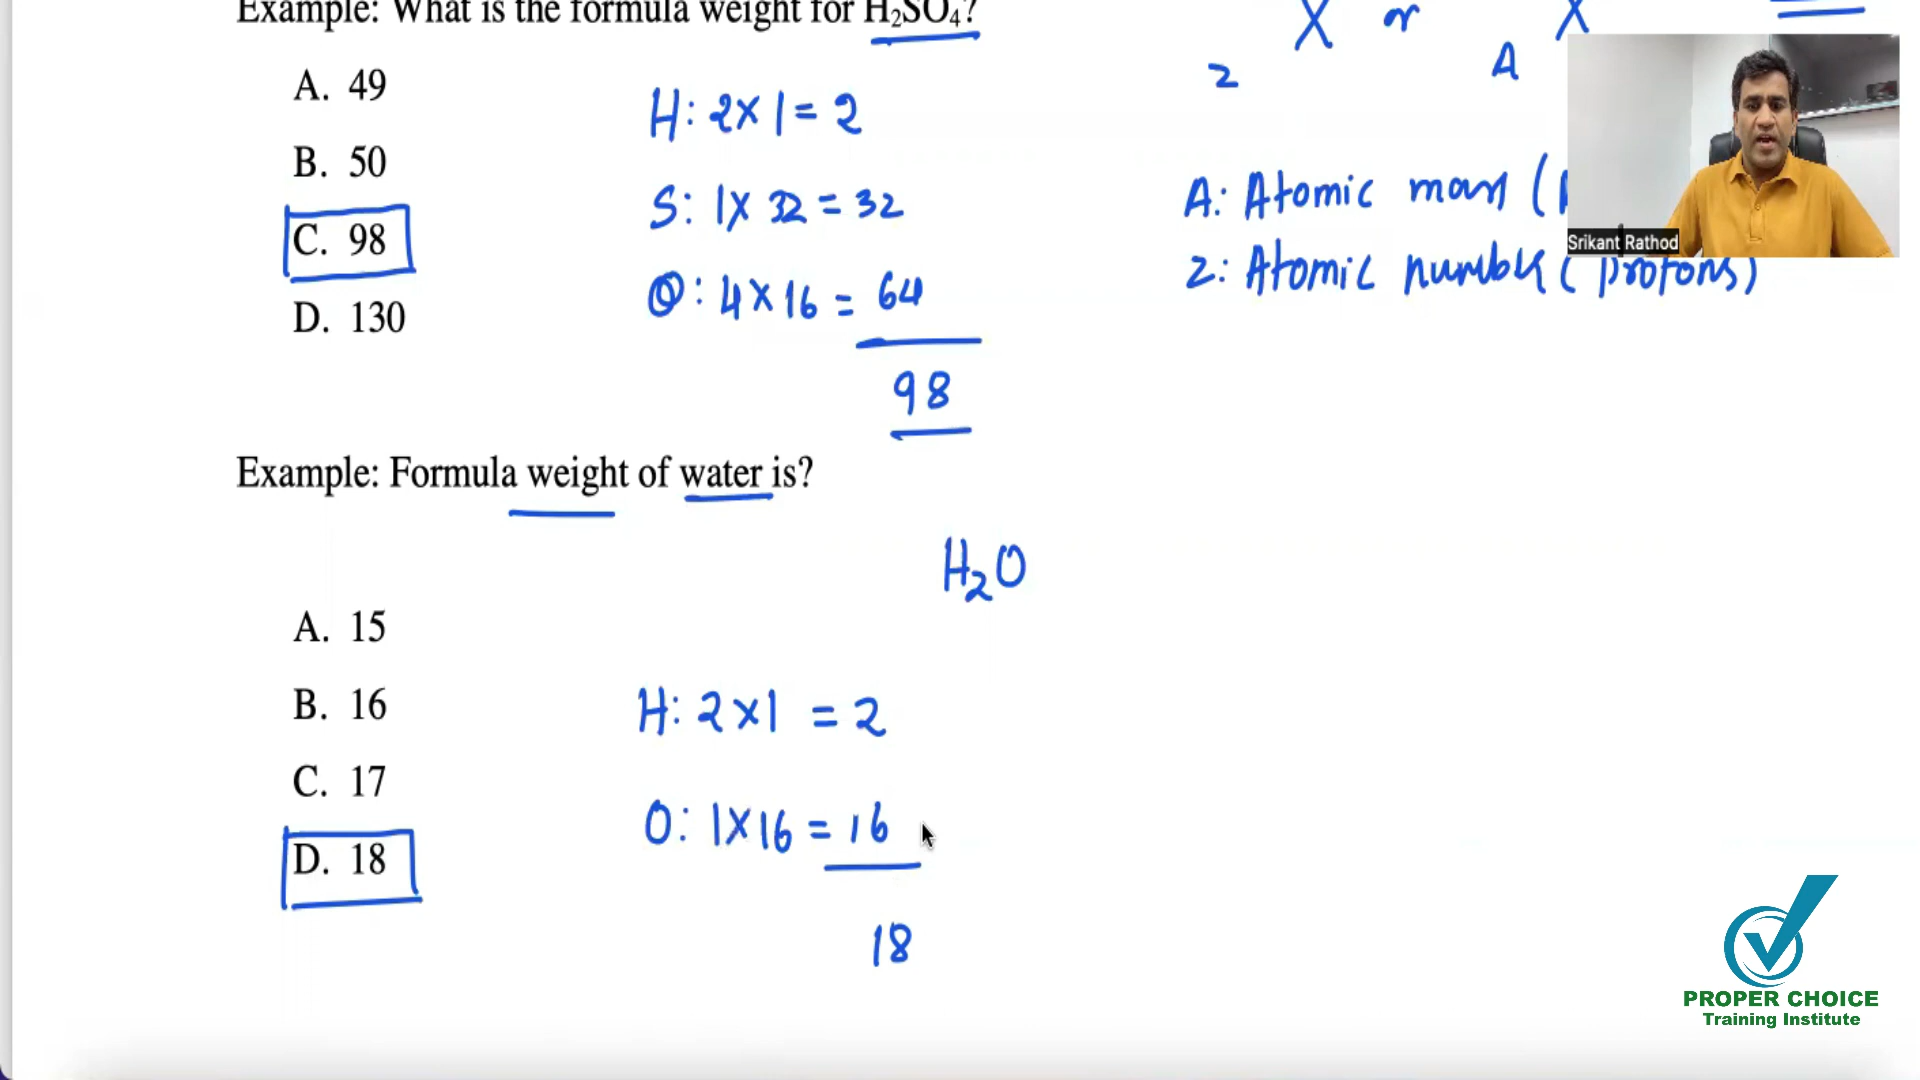 Example: What is the formula weight for H₂SO₄?
X or X
2 A
A. 49
B. 50
C. 98
D. 130
H: 2 x 1 = 2
S: 1 x 32 = 32
O: 4 x 16 = 64
98
A: Atomic mass (
Z: Atomic number (protons)
Srikant Rathod
Example: Formula weight of water is?
H₂O
A. 15
B. 16
C. 17
D. 18
H: 2 x 1 = 2
O: 1 x 16 = 16
18
PROPER CHOICE
Training Institute